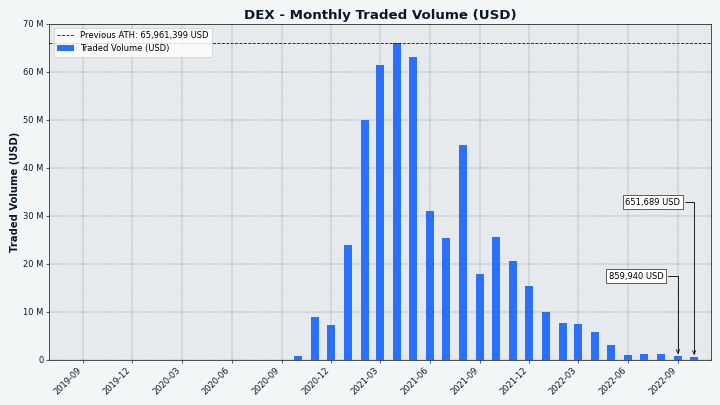 DEX - Monthly Traded Volume (USD)
Previous ATH: 65,961,399 USD
Traded Volume (USD)
Traded Volume (USD)
70 M
60 M
50 M
40 M
30 M
20 M
10 M
0
651,689 USD
859,940 USD
2019-09
2019-12
2020-03
2020-06
2020-09
2020-12
2021-03
2021-06
2021-09
2021-12
2022-03
2022-06
2022-09